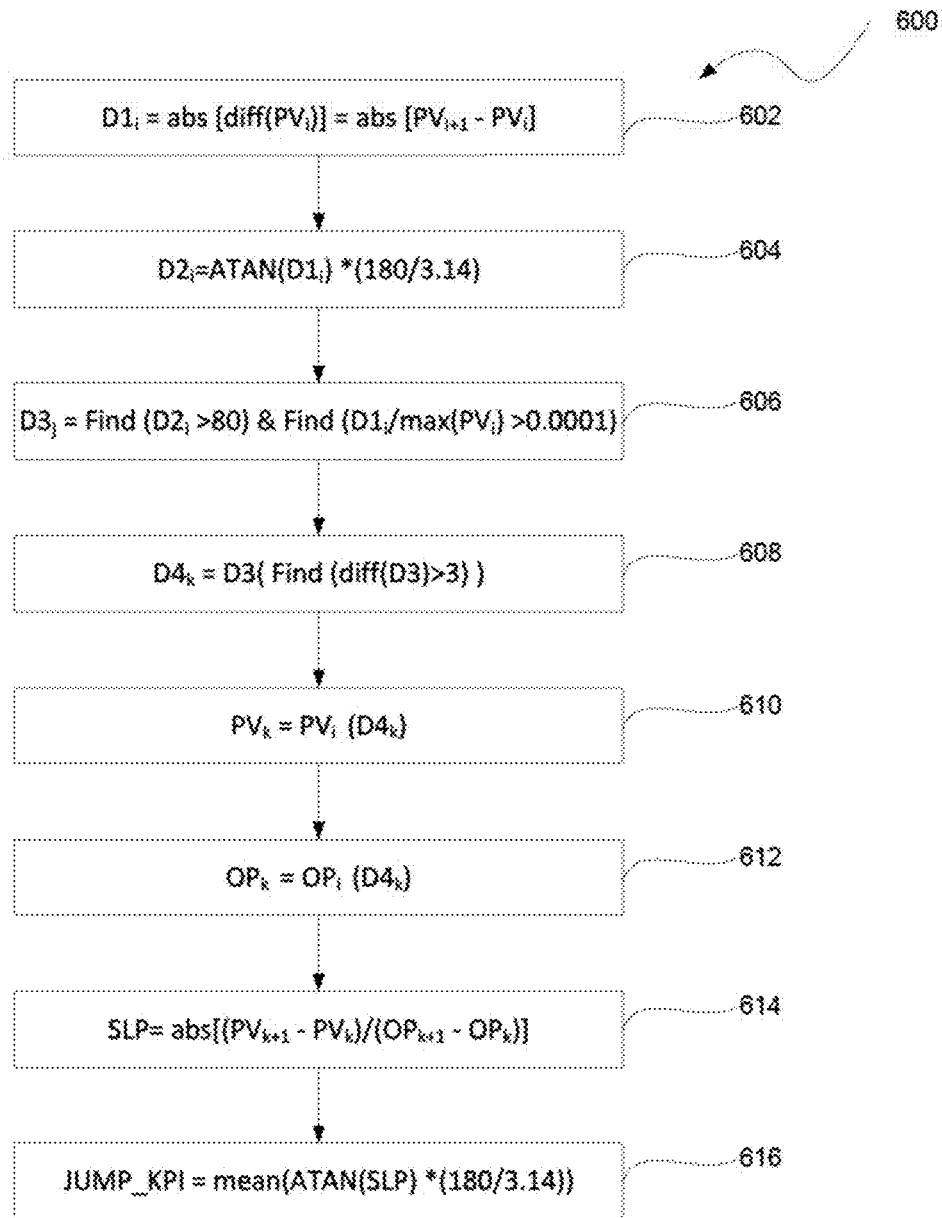 600
D1ᵢ = abs [diff(PVᵢ)] = abs [PVᵢ₊₁ - PVᵢ]
602
D2ᵢ=ATAN(D1ᵢ) *(180/3.14)
604
D3ⱼ = Find (D2ᵢ >80) & Find (D1ᵢ/max(PVᵢ) >0.0001)
606
D4ₖ = D3( Find (diff(D3)>3) )
608
PVₖ = PVᵢ (D4ₖ)
610
OPₖ = OPᵢ (D4ₖ)
612
SLP= abs[(PVₖ₊₁ - PVₖ)/(OPₖ₊₁ - OPₖ)]
614
JUMP_KPI = mean(ATAN(SLP) *(180/3.14))
616